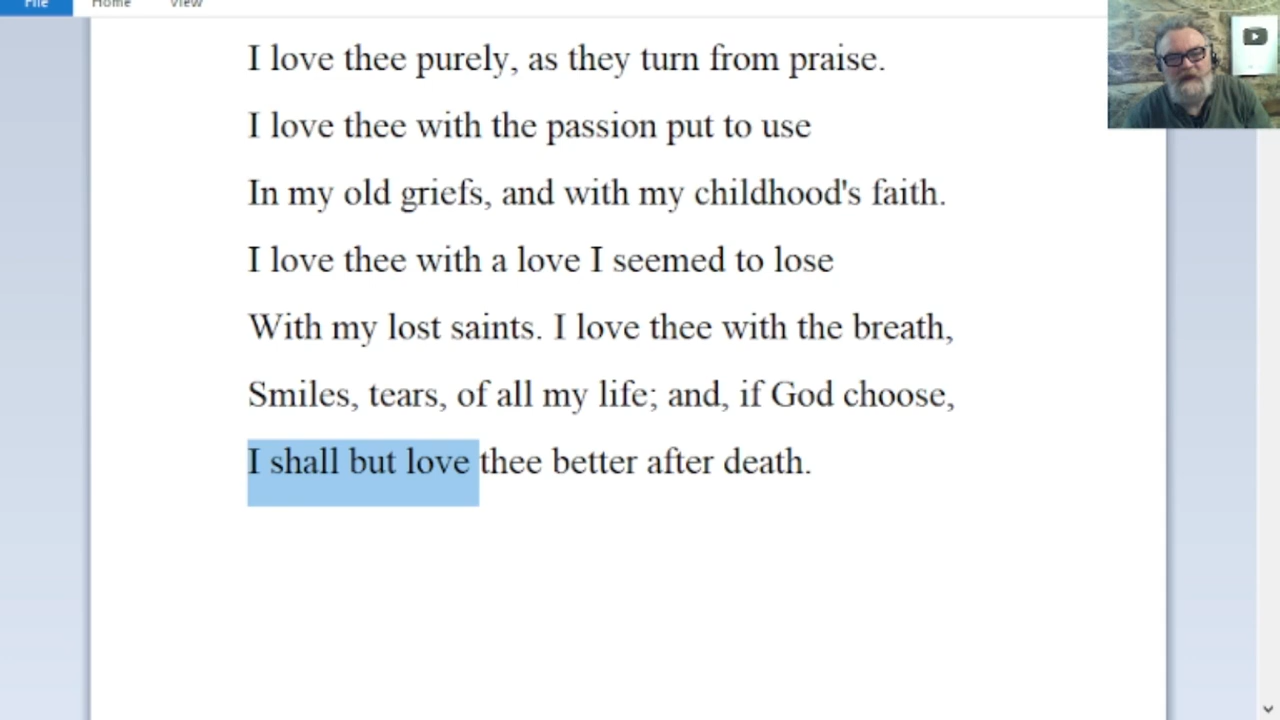 File Home View
I love thee purely, as they turn from praise.
I love thee with the passion put to use
In my old griefs, and with my childhood's faith.
I love thee with a love I seemed to lose
With my lost saints. I love thee with the breath,
Smiles, tears, of all my life; and, if God choose,
I shall but love thee better after death.